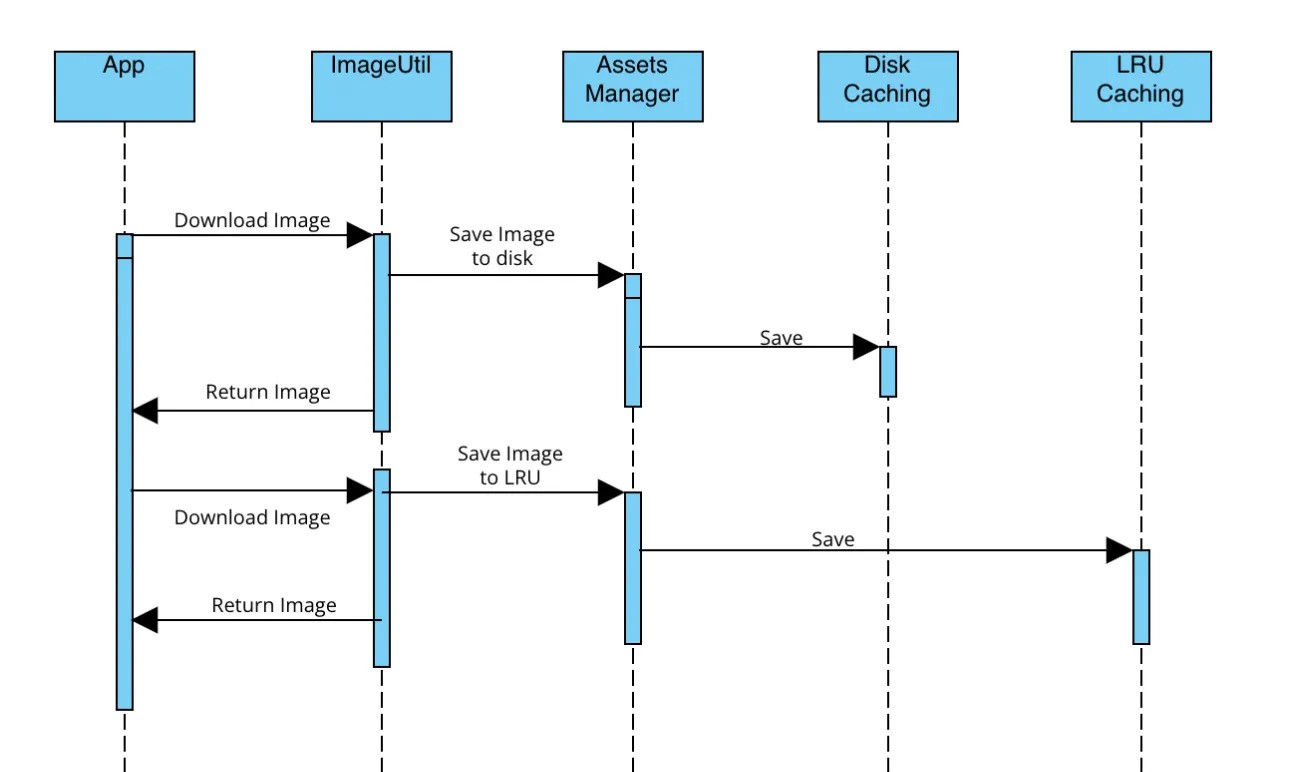 App
ImageUtil
Assets
Manager
Disk
Caching
LRU
Caching
Download Image
Save Image
to disk
Save
Return Image
Save Image
to LRU
Download Image
Save
Return Image